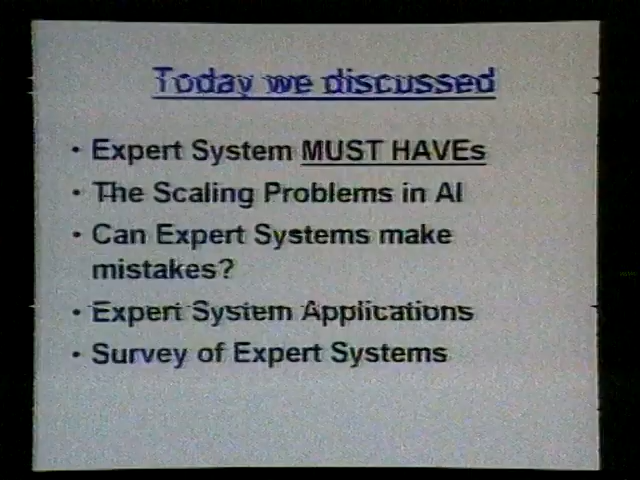 Today we discussed
• Expert System MUST HAVEs
• The Scaling Problems in AI
• Can Expert Systems make
mistakes?
• Expert System Applications
• Survey of Expert Systems